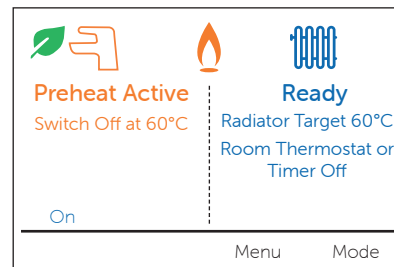 Preheat Active
Switch Off at 60°C
On
Ready
Radiator Target 60°C
Room Thermostat or
Timer Off
Menu
Mode